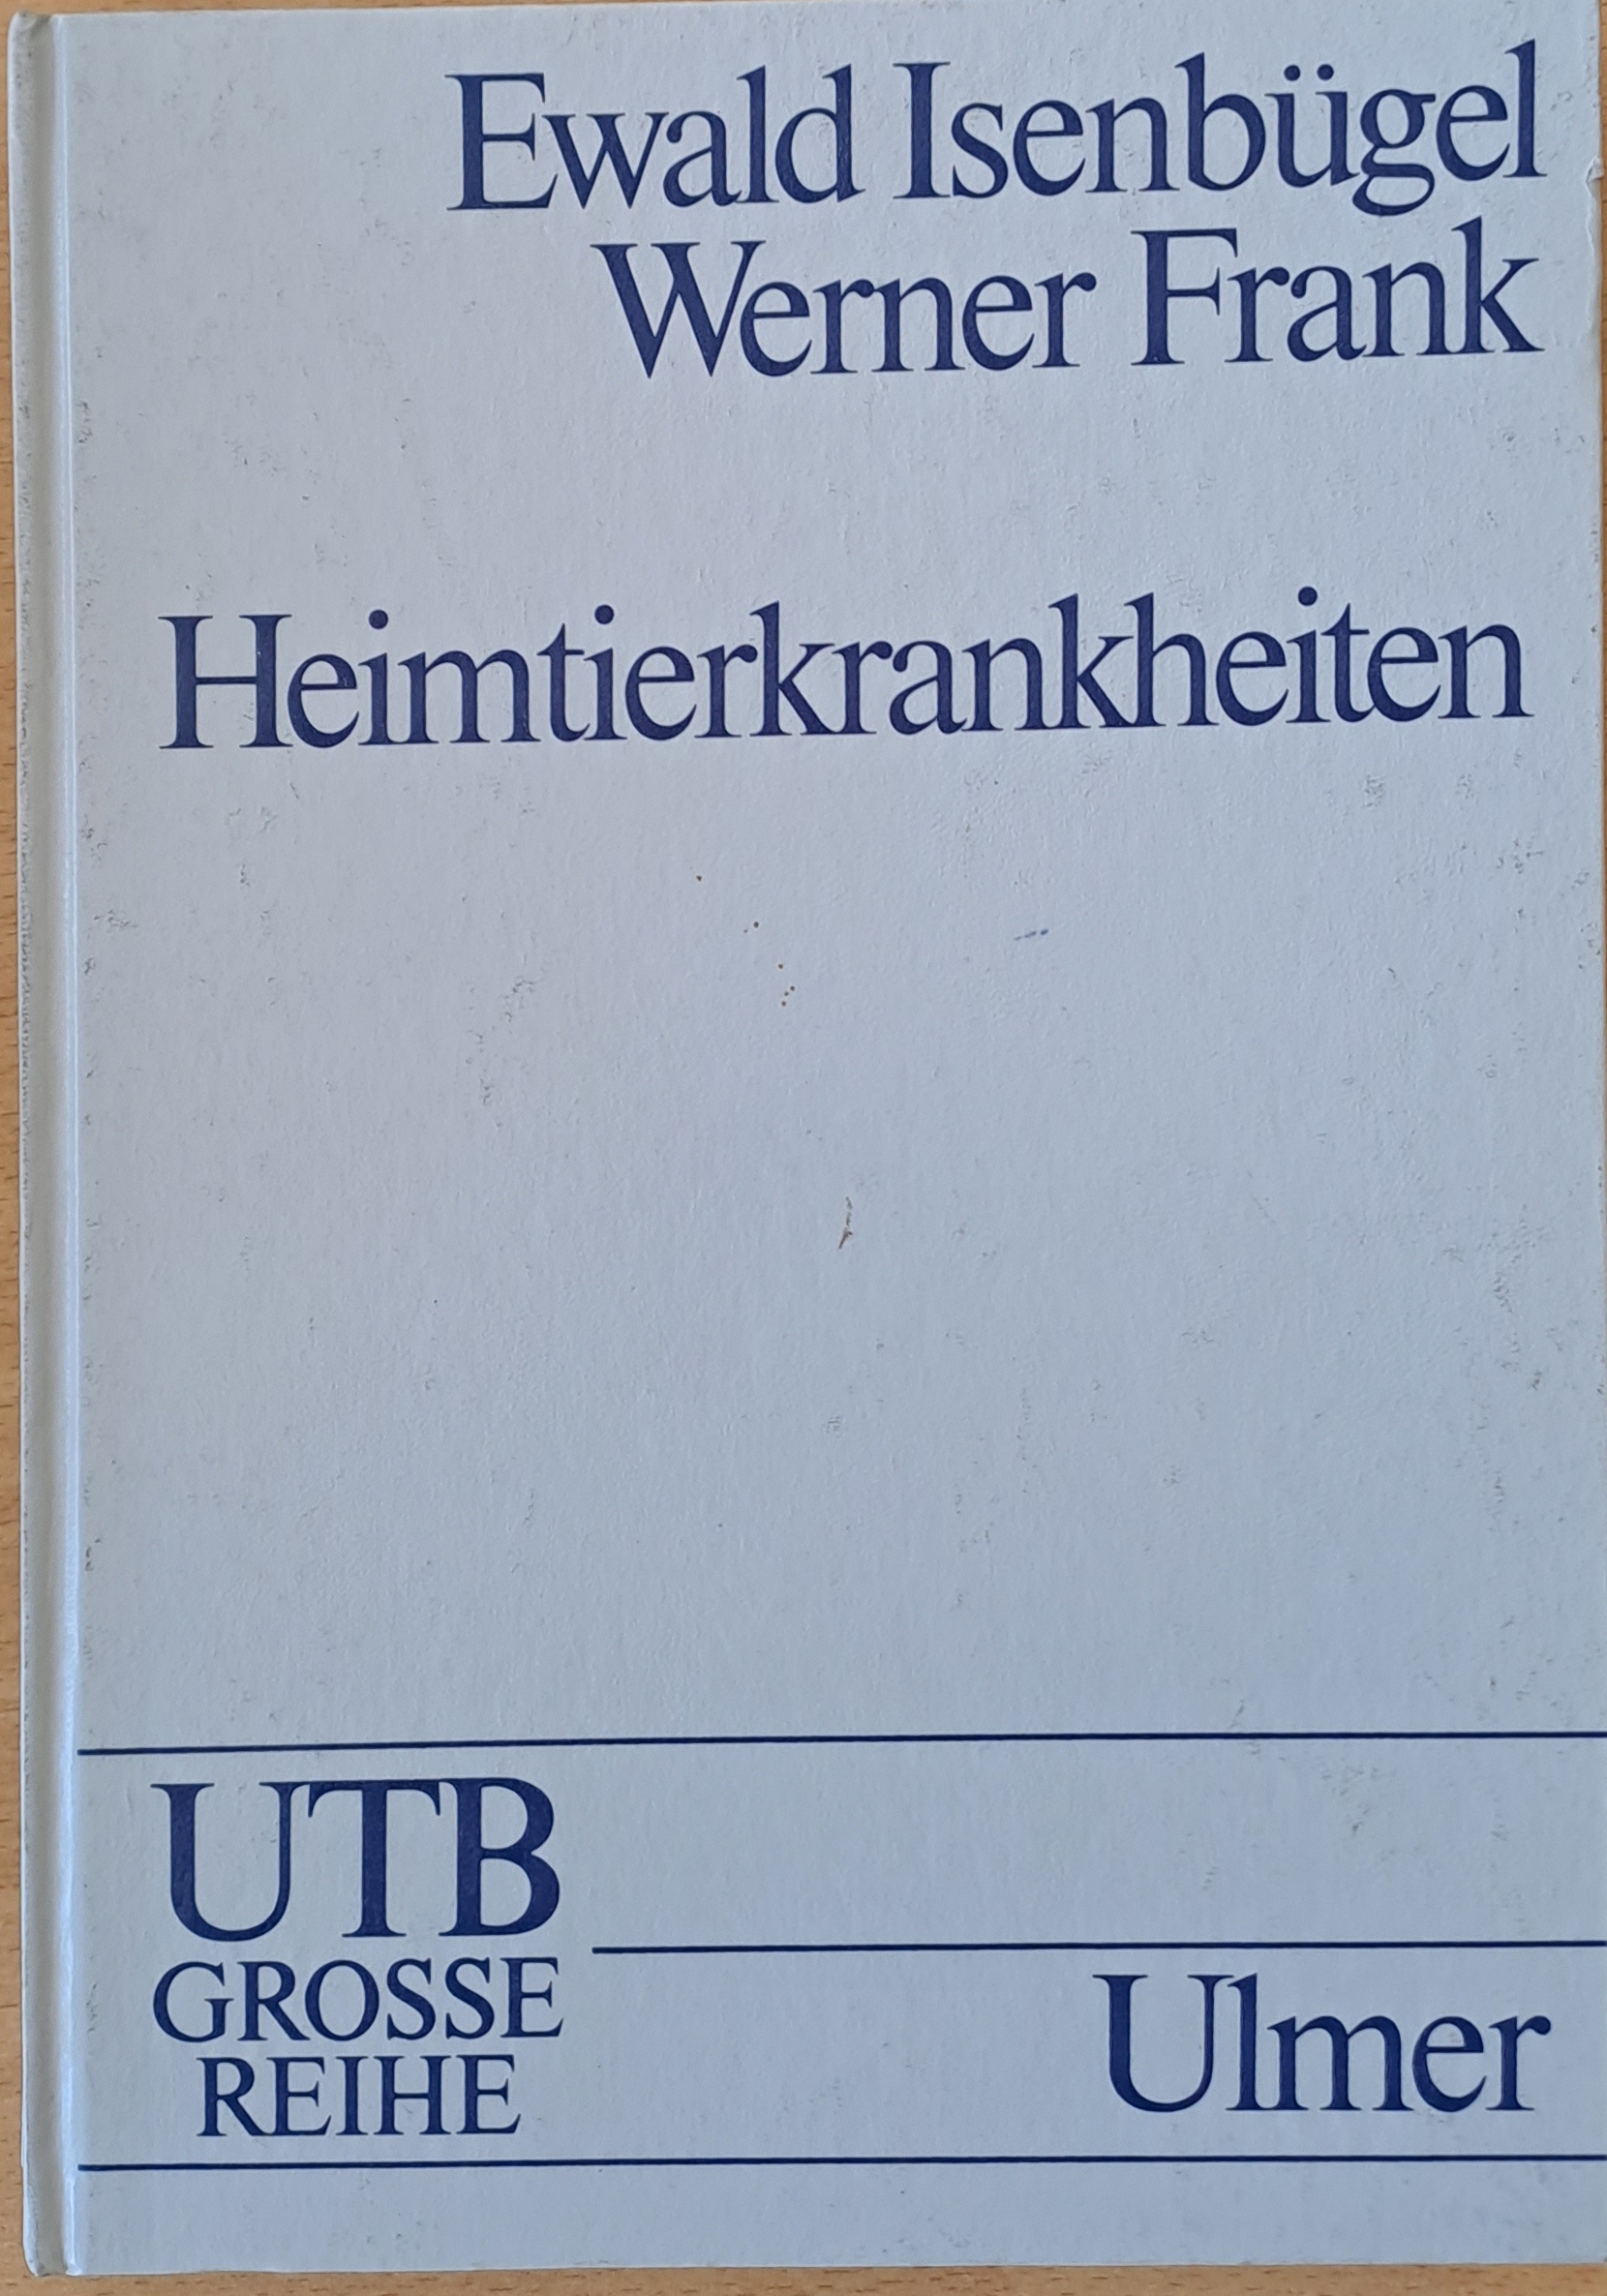 Ewald Isenbügel
Werner Frank
Heimtierkrankheiten
UTB
GROSSE
REIHE
Ulmer